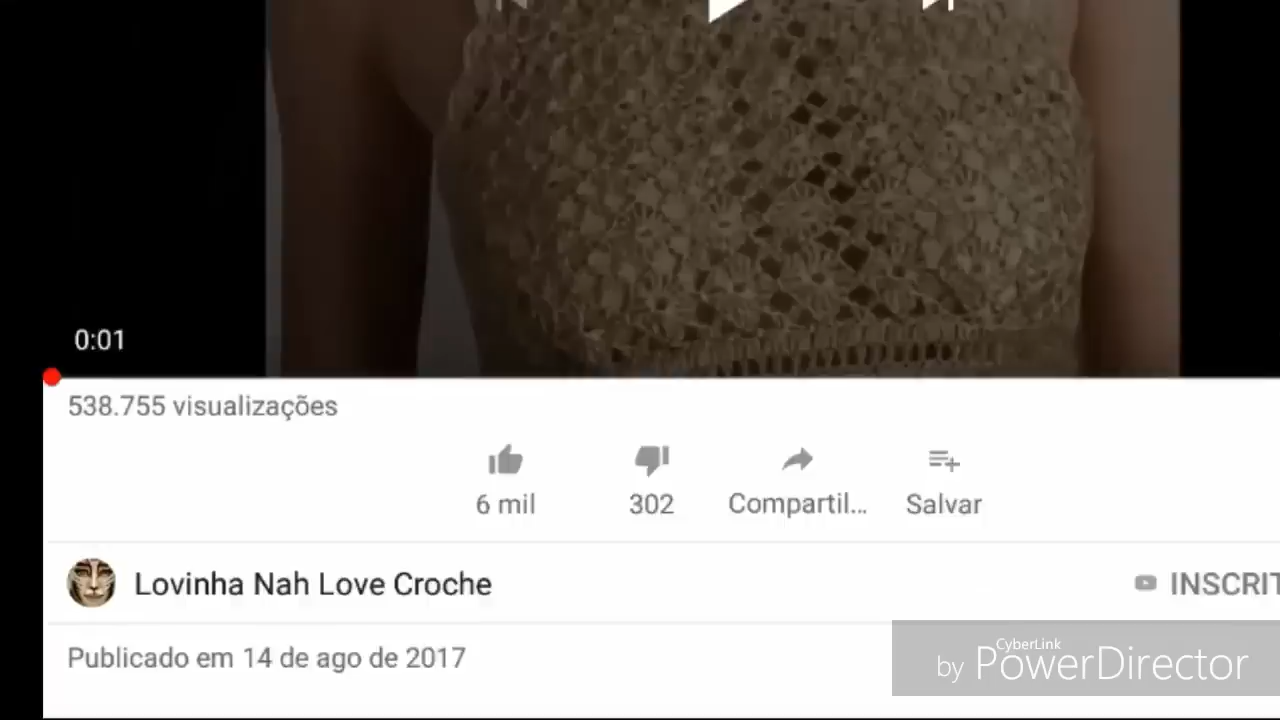 0:01
538.755 visualizações
6 mil
302
Compartil...
Salvar
Lovinha Nah Love Croche
INSCRIT
Publicado em 14 de ago de 2017
CyberLink
by PowerDirector